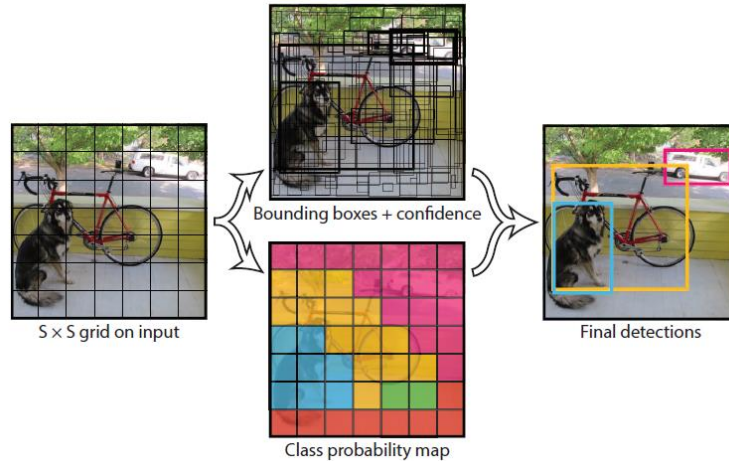 Bounding boxes + confidence
S × S grid on input
Final detections
Class probability map